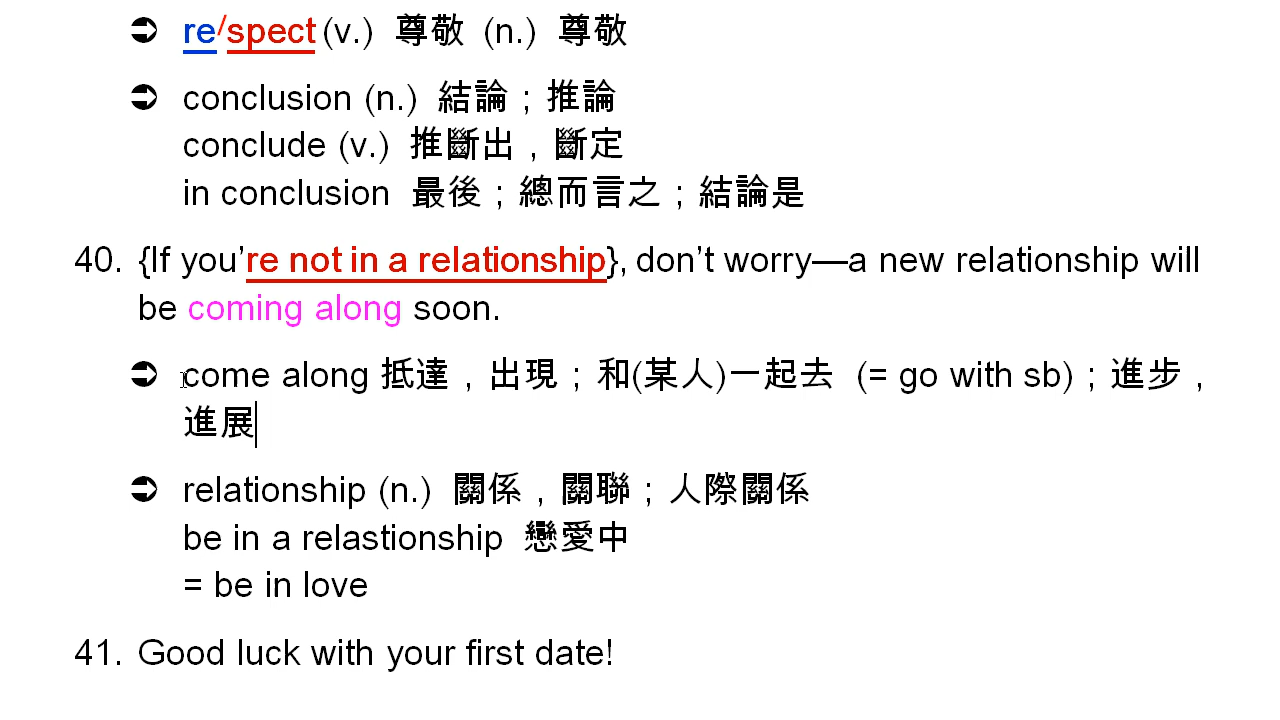 ➲ re/spect (v.) 尊敬 (n.) 尊敬
➲ conclusion (n.) 結論；推論
conclude (v.) 推斷出，斷定
in conclusion 最後；總而言之；結論是
40. {If you’re not in a relationship}, don’t worry—a new relationship will
be coming along soon.
➲ come along 抵達，出現；和(某人)一起去 (= go with sb)；進步，
進展
➲ relationship (n.) 關係，關聯；人際關係
be in a relastionship 戀愛中
= be in love
41. Good luck with your first date!